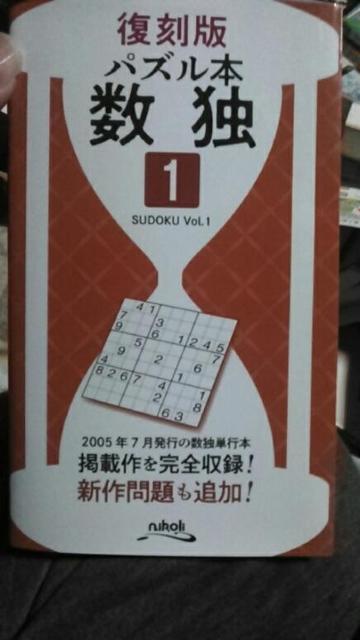 復刻版
パズル本
数独
1
SUDOKU Vol.1
2005年7月発行の数独単行本
掲載作を完全収録!
新作問題も追加!
nikoli